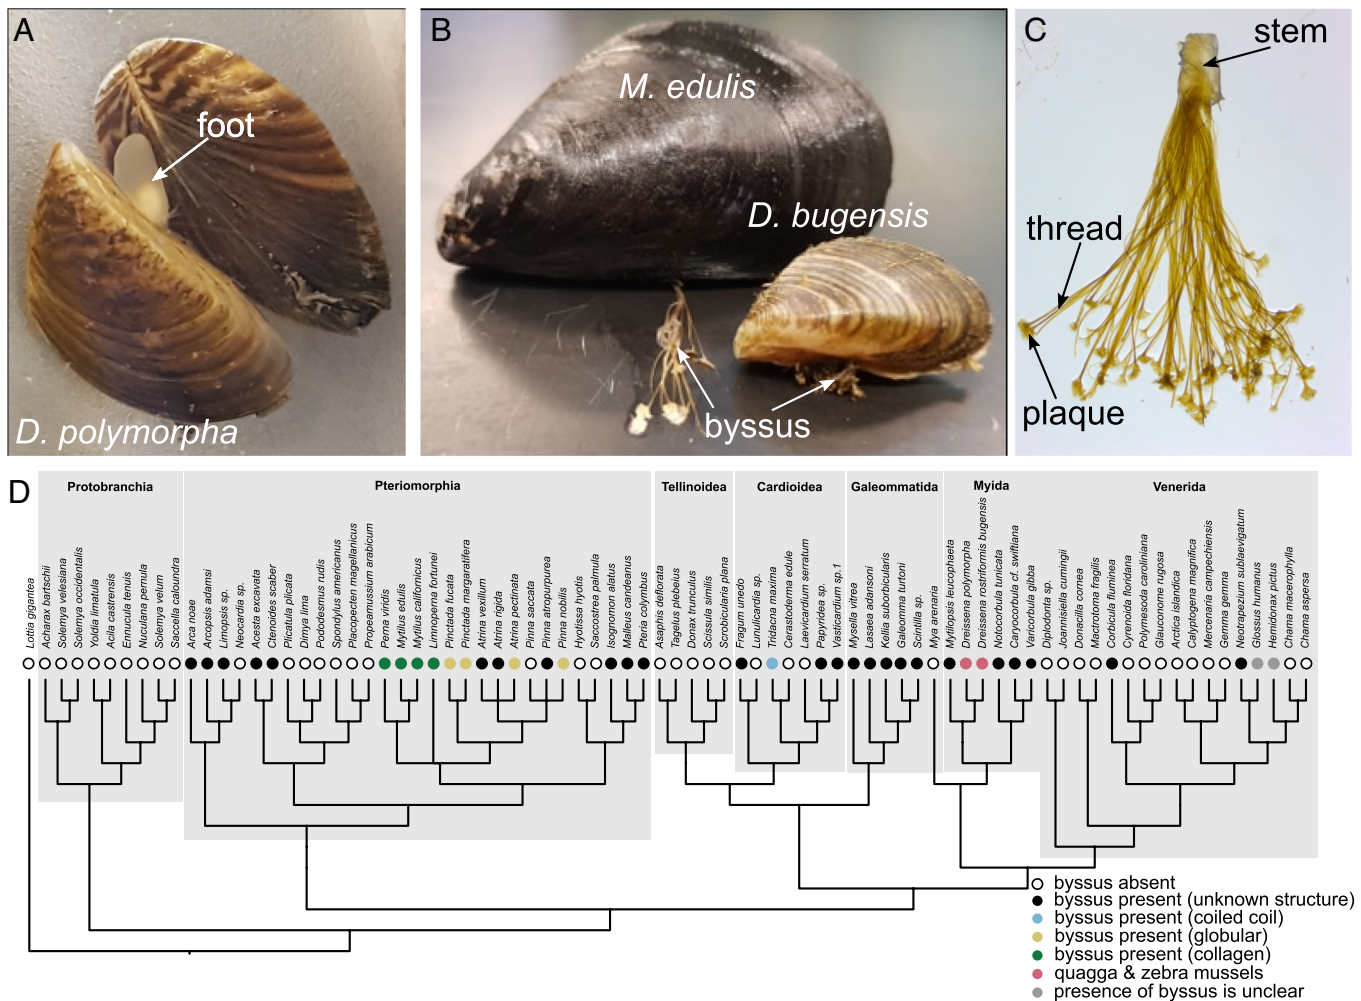 A
foot
D. polymorpha
B
M. edulis
D. bugensis
byssus
C
stem
thread
plaque
D
Protobranchia
Pteriomorphia
Tellinoidea
Cardioidea
Galeommatida
Myida
Venerida
Lottia gigantea
Acharax bartschii
Solemya velesiana
Solemya occidentalis
Yoldia limatula
Acila castrensis
Ennucula tenuis
Nuculana pernula
Solemya velum
Saccella caloundra
Arca noae
Arcopsis adamsi
Limopsis sp.
Neocardia sp.
Acesta excavata
Ctenoides scaber
Plicatula plicata
Dimya lima
Pododesmus rudis
Spondylus americanus
Placopecten magellanicus
Propeamussium arabicum
Perna viridis
Mytilus edulis
Mytilus californicus
Limnoperna fortunei
Pinctada fucata
Pinctada margaratifera
Atrina vexillum
Atrina rigida
Atrina pectinata
Pinna saccata
Pinna atropurpurea
Pinna nobilis
Hyotissa hyotis
Saccostrea palmula
Isognomon alatus
Malleus candeanus
Pteria colymbus
Asaphis deflorata
Tagelus plebeius
Donax trunculus
Scissula similis
Scrobicularia plana
Fragum unedo
Lunulicardia sp.
Tridacna maxima
Cerastoderma edule
Laevicardium serratum
Papyridea sp.
Vasticardium sp.1
Mysella vitrea
Lasaea adansoni
Kellia suborbicularis
Galeomma turtoni
Scintilla sp.
Mya arenaria
Mytilopsis leucophaeta
Dreissena polymorpha
Dreissena rostriformis bugensis
Notocorbula tunicata
Caryocorbula cf. swiftiana
Varicorbula gibba
Diplodonta sp.
Joannisiella cumingii
Donacilla cornea
Mactrotoma fragilis
Corbicula fluminea
Cyrenoida floridana
Polymesoda caroliniana
Glauconome rugosa
Arctica islandica
Calyptogena magnifica
Mercenaria campechiensis
Gemma gemma
Neotrapezium sublaevigatum
Glossus humanus
Hemidonax pictus
Chama macerophylla
Chama aspersa
byssus absent
byssus present (unknown structure)
byssus present (coiled coil)
byssus present (globular)
byssus present (collagen)
quagga & zebra mussels
presence of byssus is unclear